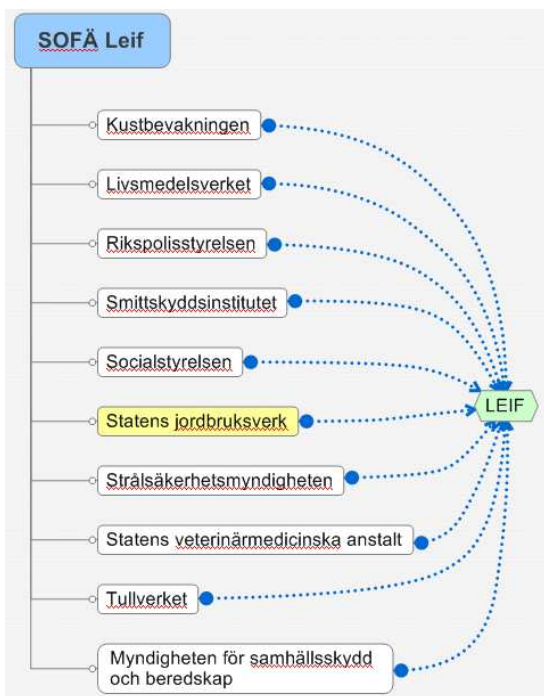 SOFÄ Leif
Kustbevakningen
Livsmedelsverket
Rikspolisstyrelsen
Smittskyddsinstitutet
Socialstyrelsen
LEIF
Statens jordbruksverk
Strålsäkerhetsmyndigheten
Statens veterinärmedicinska anstalt
Tullverket
Myndigheten för samhällsskydd
och beredskap